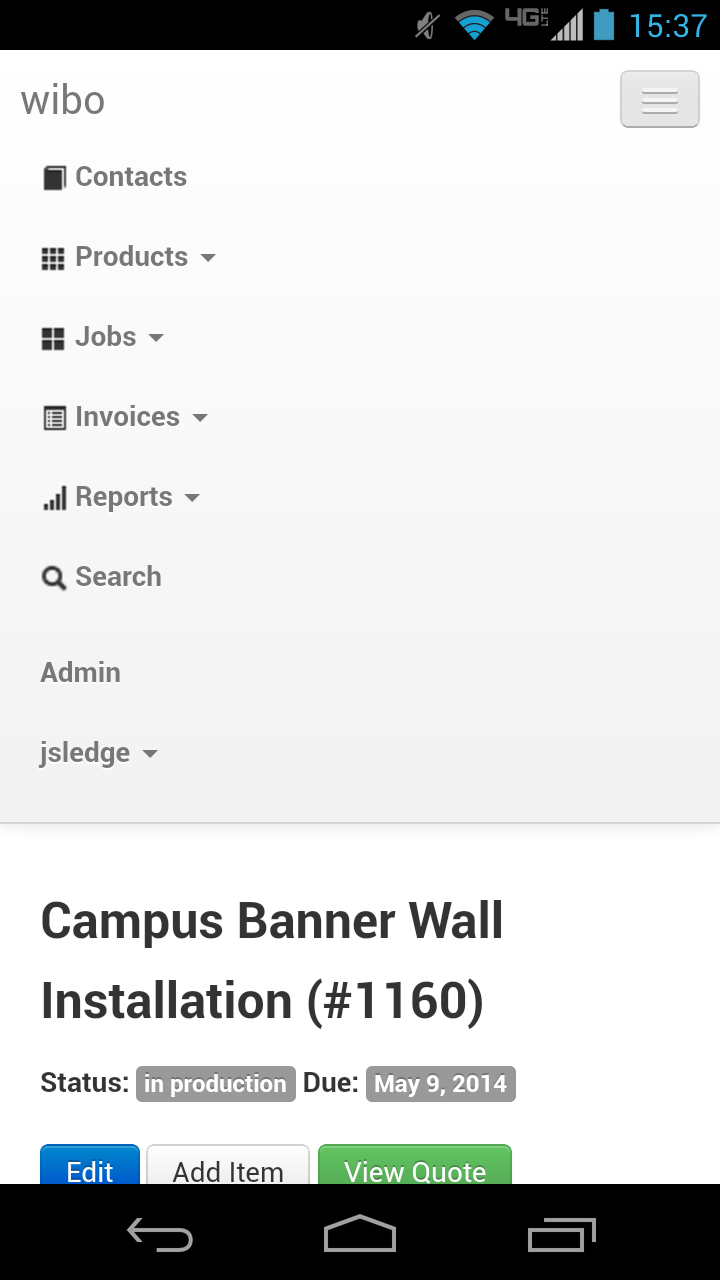 4G LTE 15:37
wibo
Contacts
Products
Jobs
Invoices
Reports
Search
Admin
jsledge
Campus Banner Wall
Installation (#1160)
Status: in production Due: May 9, 2014
Edit Add Item View Quote